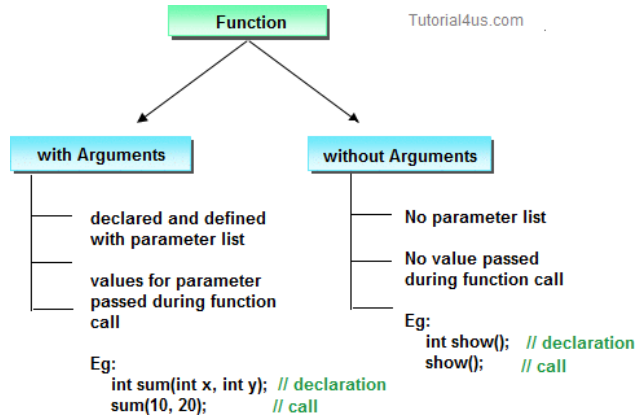 Function
Tutorial4us.com
with Arguments
declared and defined
with parameter list
values for parameter
passed during function
call
Eg:
int sum(int x, int y); // declaration
sum(10, 20); // call
without Arguments
No parameter list
No value passed
during function call
Eg:
int show(); // declaration
show(); // call